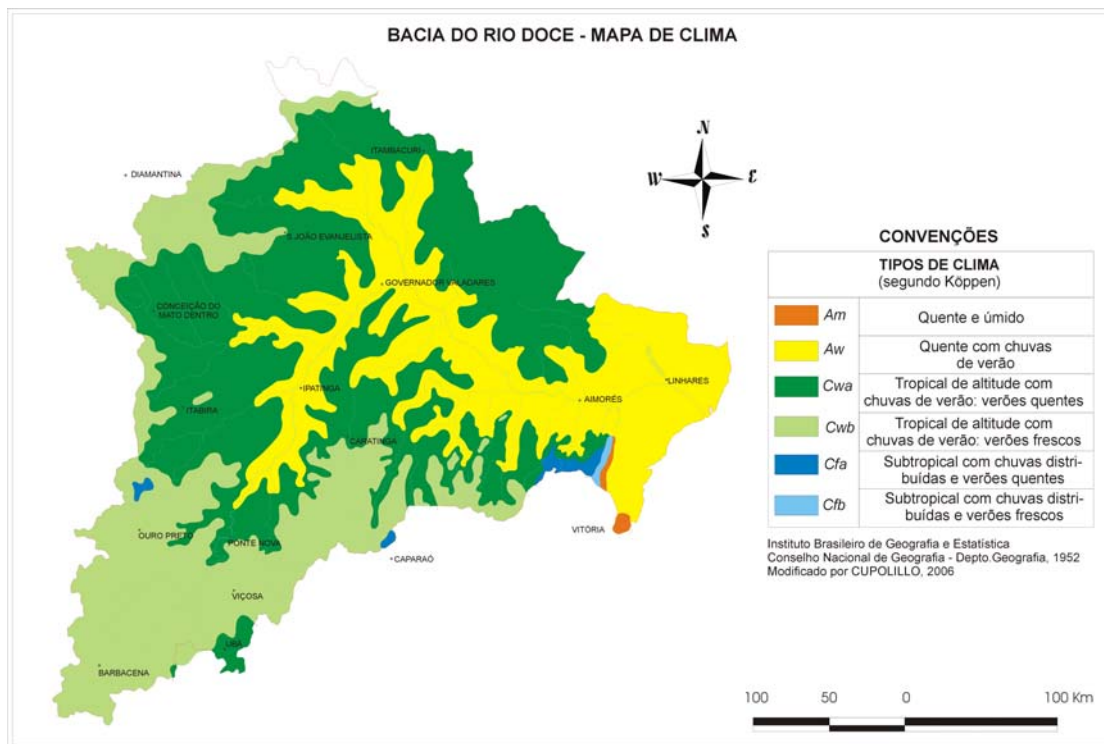 BACIA DO RIO DOCE - MAPA DE CLIMA
N
W
E
S
DIAMANTINA
ITAMBACURI
S.JOÃO EVANJELISTA
GOVERNADOR VALADARES
CONCEIÇÃO DO
MATO DENTRO
IPATINGA
LINHARES
AIMORÉS
ITABIRA
CARATINGA
OURO PRETO
PONTE NOVA
VITÓRIA
CAPARAÓ
VIÇOSA
UBÁ
BARBACENA
CONVENÇÕES
TIPOS DE CLIMA
(segundo Köppen)
Am Quente e úmido
Aw Quente com chuvas
de verão
Cwa Tropical de altitude com
chuvas de verão: verões quentes
Cwb Tropical de altitude com
chuvas de verão: verões frescos
Cfa Subtropical com chuvas distri-
buídas e verões quentes
Cfb Subtropical com chuvas distri-
buídas e verões frescos
Instituto Brasileiro de Geografia e Estatística
Conselho Nacional de Geografia - Depto.Geografia, 1952
Modificado por CUPOLILLO, 2006
100 50 0 100 Km